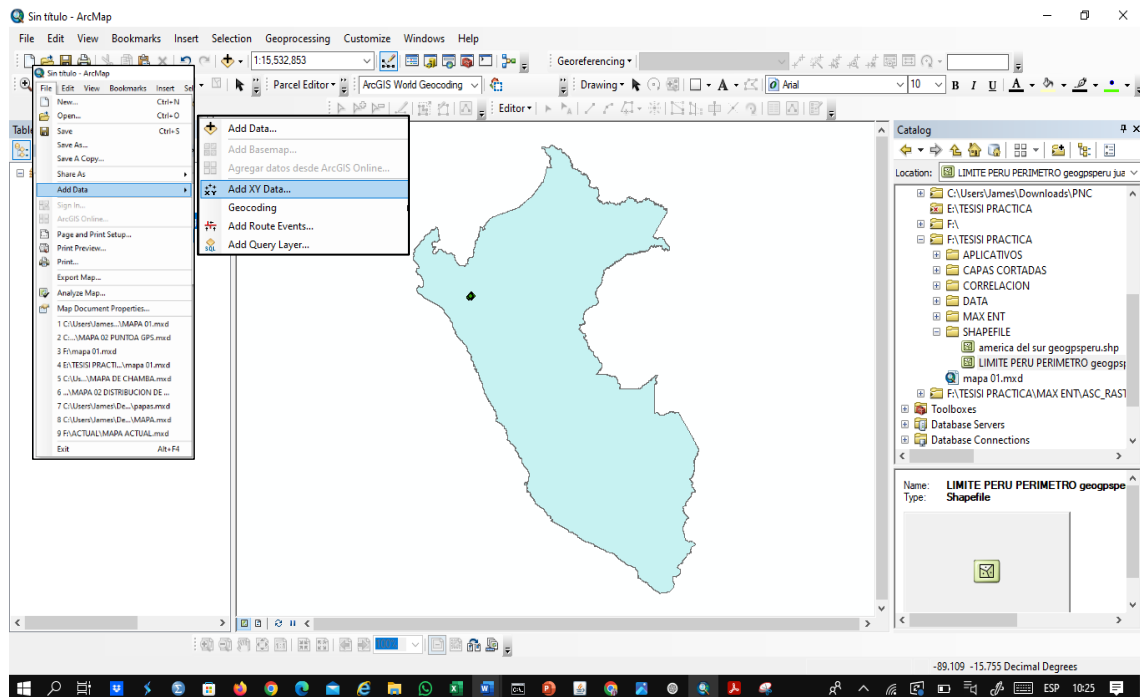 Sin título - ArcMap
File Edit View Bookmarks Insert Selection Geoprocessing Customize Windows Help
1:15,532,853
Georeferencing
Parcel Editor
ArcGIS World Geocoding
Drawing
A
Arial
10
B I U A
Editor
Sin título - ArcMap
File Edit View Bookmarks Insert Sel
New... Ctrl+N
Open... Ctrl+O
Save Ctrl+S
Save As...
Save A Copy...
Share As
Add Data
Sign In...
ArcGIS Online...
Page and Print Setup...
Print Preview...
Print...
Export Map...
Analyze Map...
Map Document Properties...
1 C:\Users\James...\MAPA 01.mxd
2 C:...\MAPA 02 PUNTOA GPS.mxd
3 F:\mapa 01.mxd
4 E:\TESISI PRACTI...\mapa 01.mxd
5 C:\Us...\MAPA DE CHAMBA.mxd
6 ...\MAPA 02 DISTRIBUCION DE ...
7 C:\Users\James\De...\papas.mxd
8 C:\Users\James\De...\MAPA.mxd
9 F:\ACTUAL\MAPA ACTUAL.mxd
Exit Alt+F4
Table
Add Data...
Add Basemap...
Agregar datos desde ArcGIS Online...
XY
Add XY Data...
Geocoding
Add Route Events...
SQL
Add Query Layer...
Catalog
Location: LIMITE PERU PERIMETRO geogpsperu jua
C:\Users\James\Downloads\PNC
E:\TESISI PRACTICA
F:\
F:\TESISI PRACTICA
APLICATIVOS
CAPAS CORTADAS
CORRELACION
DATA
MAX ENT
SHAPEFILE
america del sur geogpsperu.shp
LIMITE PERU PERIMETRO geogpsp
mapa 01.mxd
F:\TESISI PRACTICA\MAX ENT\ASC_RAST
Toolboxes
Database Servers
Database Connections
Name: LIMITE PERU PERIMETRO geogpspe
Type: Shapefile
100%
-89.109 -15.755 Decimal Degrees
ESP 10:25